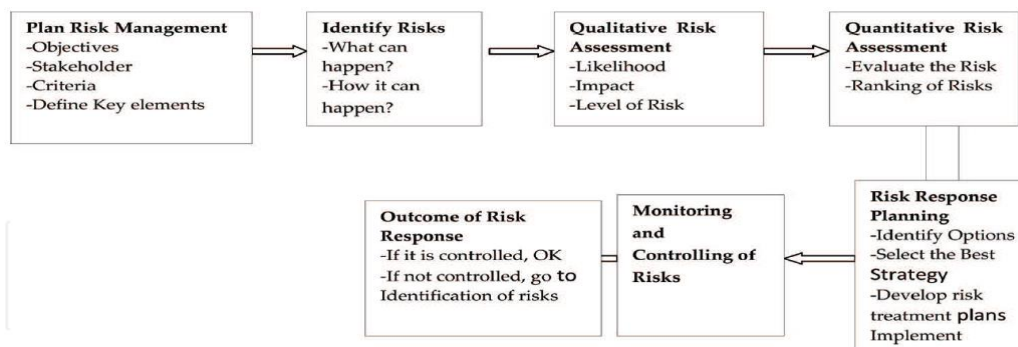 Plan Risk Management
-Objectives
-Stakeholder
-Criteria
-Define Key elements
Identify Risks
-What can
happen?
-How it can
happen?
Qualitative Risk
Assessment
-Likelihood
-Impact
-Level of Risk
Quantitative Risk
Assessment
-Evaluate the Risk
-Ranking of Risks
Risk Response
Planning
-Identify Options
-Select the Best
Strategy
-Develop risk
treatment plans
Implement
Monitoring
and
Controlling of
Risks
Outcome of Risk
Response
-If it is controlled, OK
-If not controlled, go to
Identification of risks